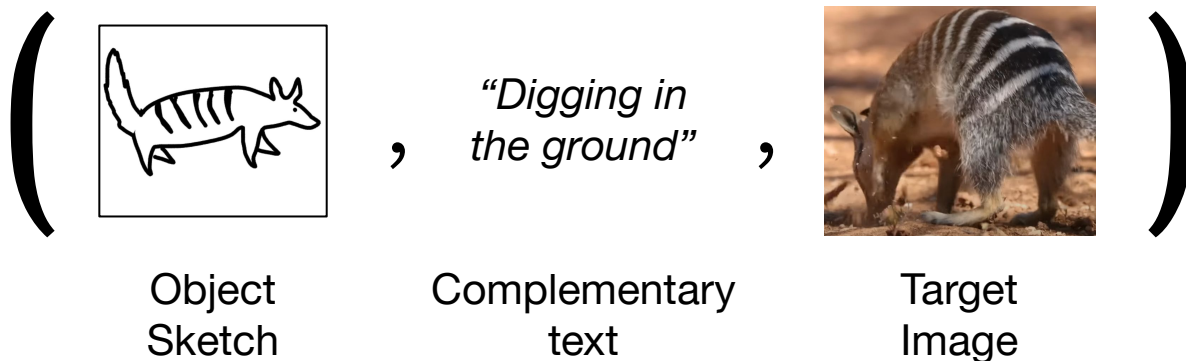 “Digging in
the ground”
( , , )
Object
Sketch
Complementary
text
Target
Image